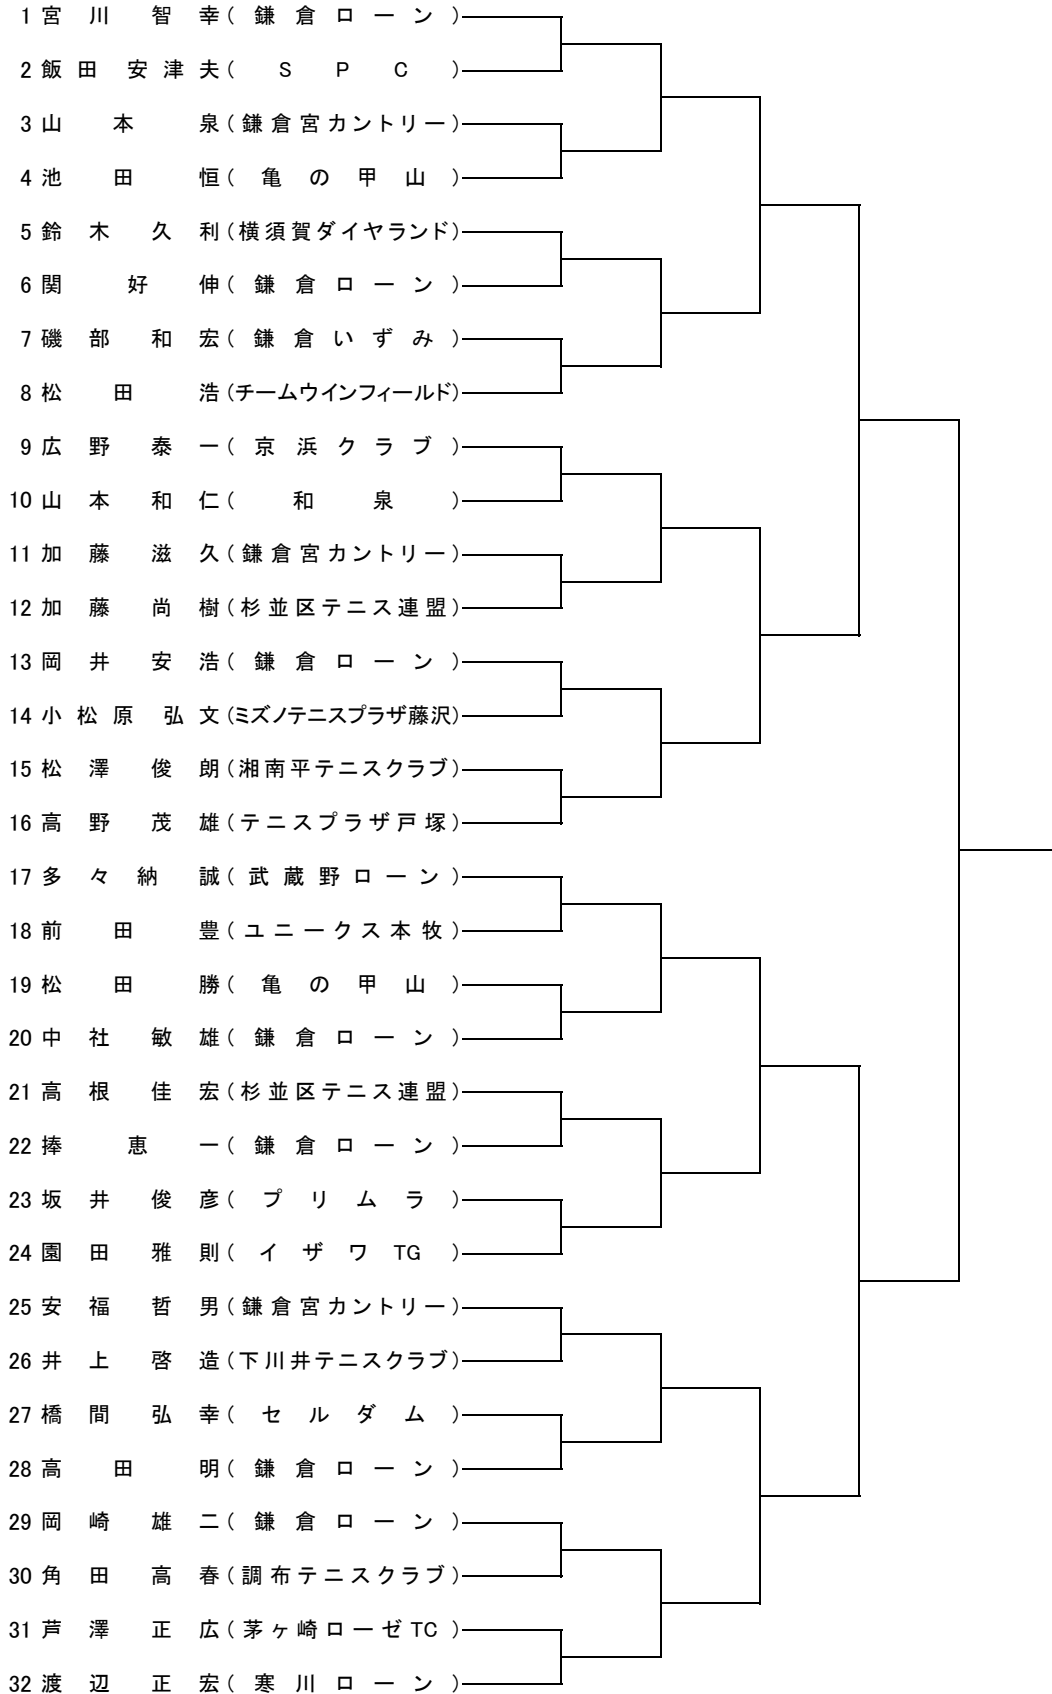 1 宮川 智幸(鎌倉ローン)
2 飯田 安津夫(SPC)
3 山本 泉(鎌倉宮カントリー)
4 池田 恒(亀の甲山)
5 鈴木 久利(横須賀ダイヤランド)
6 関 好伸(鎌倉ローン)
7 磯部 和宏(鎌倉いずみ)
8 松田 浩(チームウインフィールド)
9 広野 泰一(京浜クラブ)
10 山本 和仁(和泉)
11 加藤 滋久(鎌倉宮カントリー)
12 加藤 尚樹(杉並区テニス連盟)
13 岡井 安浩(鎌倉ローン)
14 小松原 弘文(ミズノテニスプラザ藤沢)
15 松澤 俊朗(湘南平テニスクラブ)
16 高野 茂雄(テニスプラザ戸塚)
17 多々納 誠(武蔵野ローン)
18 前田 豊(ユニークス本牧)
19 松田 勝(亀の甲山)
20 中社 敏雄(鎌倉ローン)
21 高根 佳宏(杉並区テニス連盟)
22 捧 恵一(鎌倉ローン)
23 坂井 俊彦(プリムラ)
24 園田 雅則(イザワTG)
25 安福 哲男(鎌倉宮カントリー)
26 井上 啓造(下川井テニスクラブ)
27 橋間 弘幸(セルダム)
28 高田 明(鎌倉ローン)
29 岡崎 雄二(鎌倉ローン)
30 角田 高春(調布テニスクラブ)
31 芦澤 正広(茅ヶ崎ローゼTC)
32 渡辺 正宏(寒川ローン)